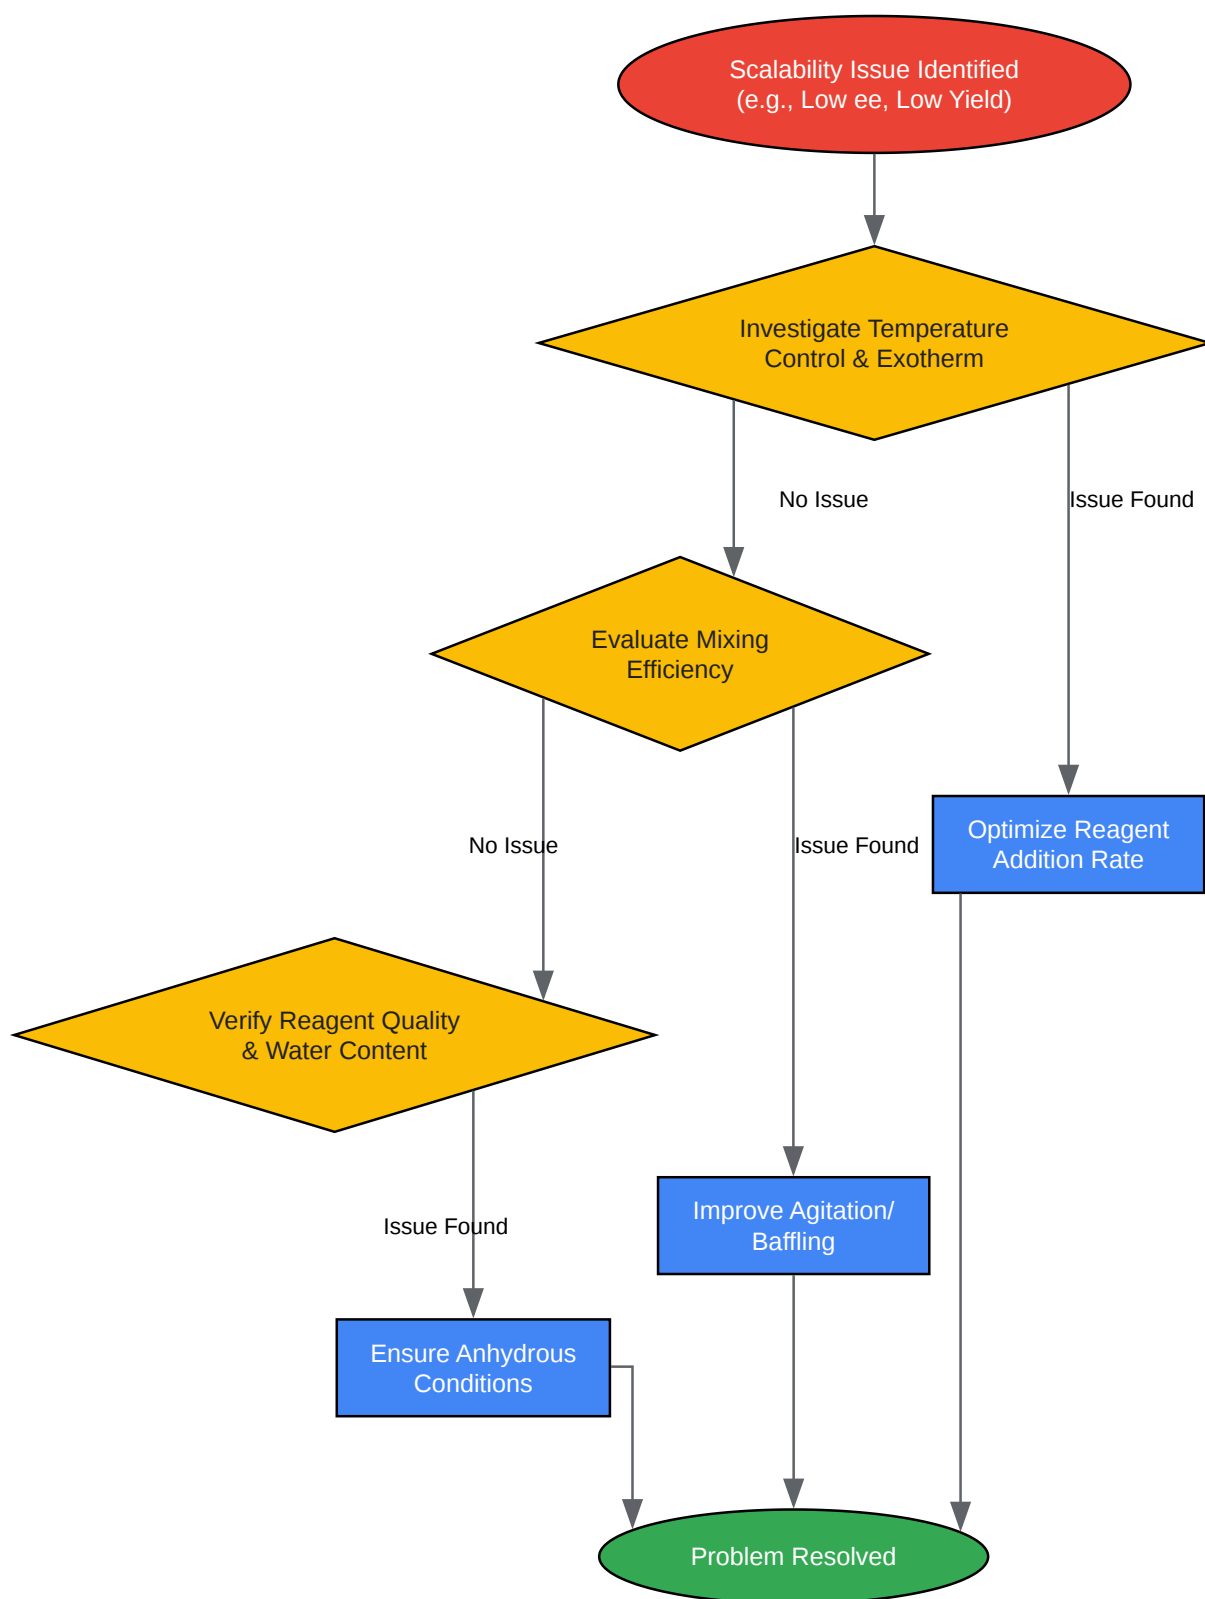 Scalability Issue Identified
(e.g., Low ee, Low Yield)
Investigate Temperature
Control & Exotherm
No Issue
Issue Found
Evaluate Mixing
Efficiency
No Issue
Issue Found
Optimize Reagent
Addition Rate
Verify Reagent Quality
& Water Content
Issue Found
Improve Agitation/
Baffling
Ensure Anhydrous
Conditions
Problem Resolved